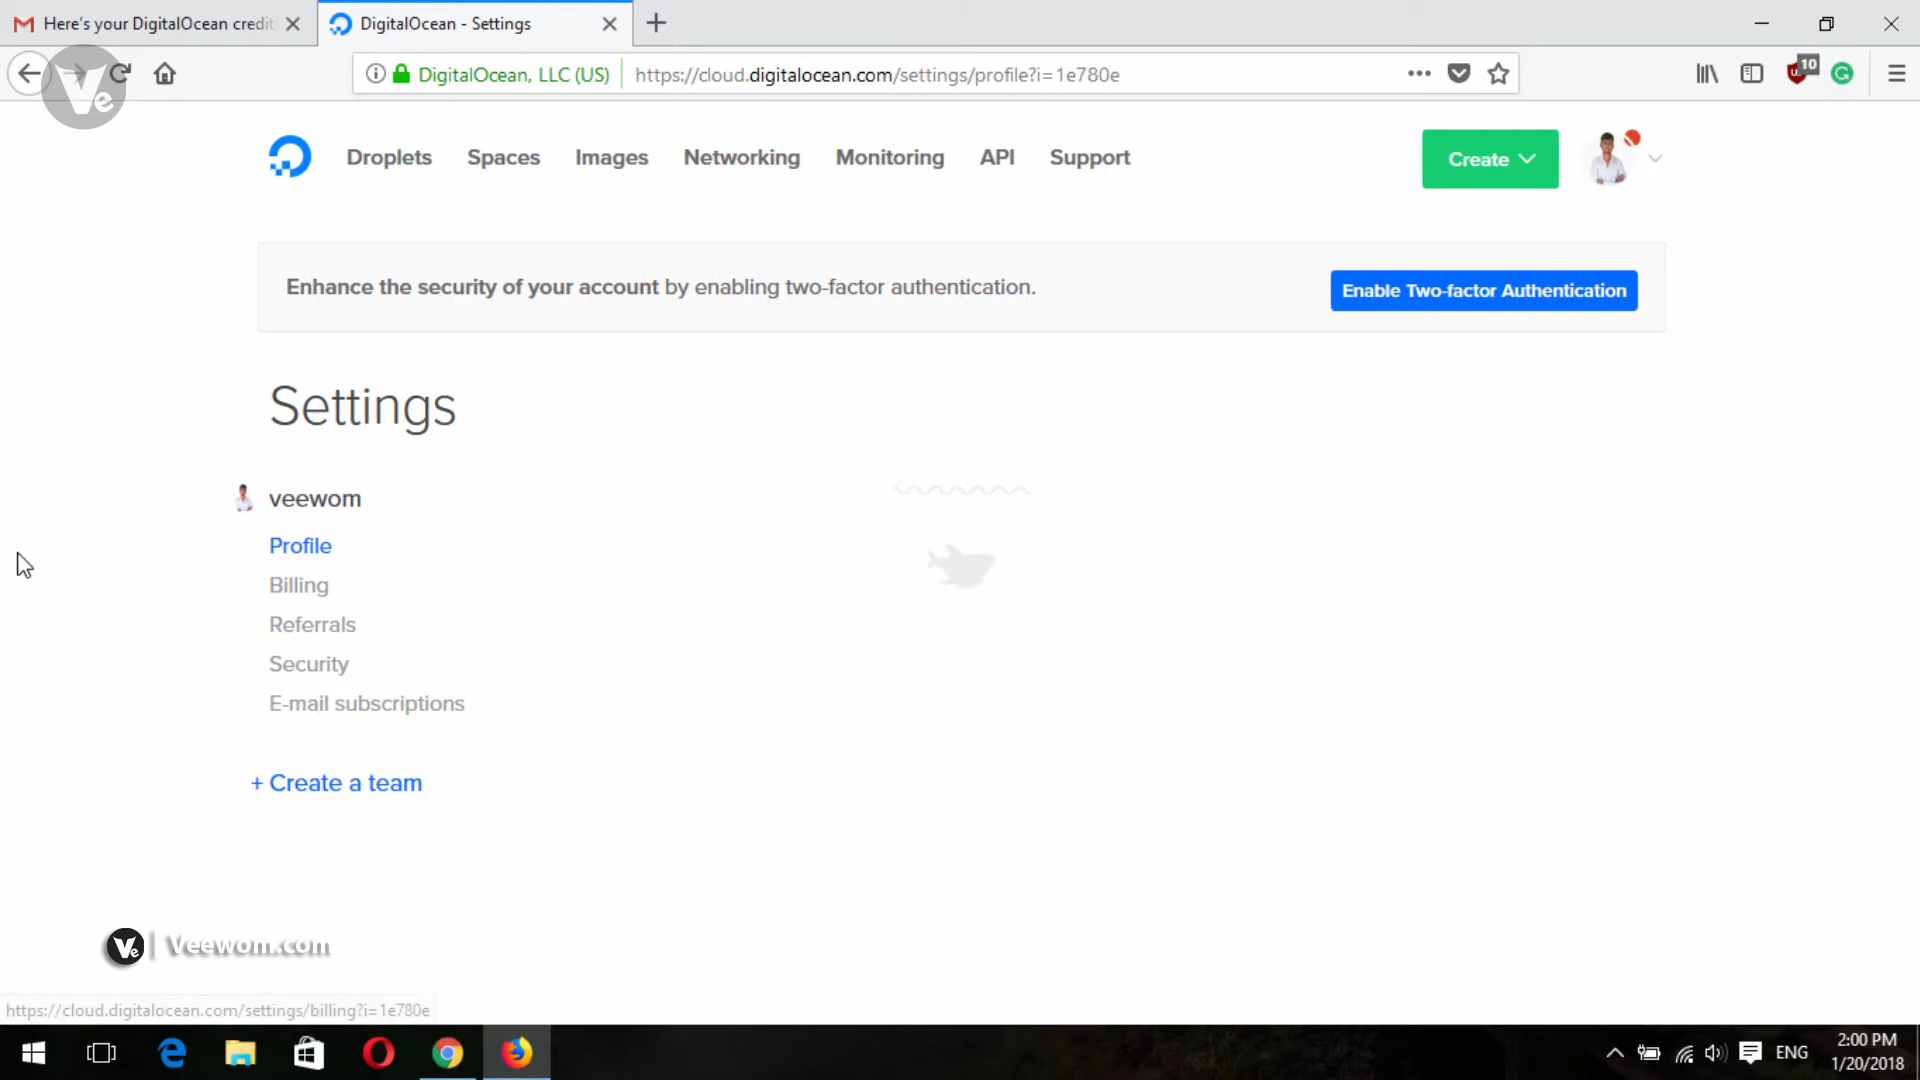 Here's your DigitalOcean credit
DigitalOcean - Settings
DigitalOcean, LLC (US)
https://cloud.digitalocean.com/settings/profile?i=1e780e
10
Ve
Droplets
Spaces
Images
Networking
Monitoring
API
Support
Create
Enhance the security of your account by enabling two-factor authentication.
Enable Two-factor Authentication
Settings
veewom
Profile
Billing
Referrals
Security
E-mail subscriptions
+ Create a team
Ve | Veewom.com
https://cloud.digitalocean.com/settings/billing?i=1e780e
ENG
2:00 PM
1/20/2018